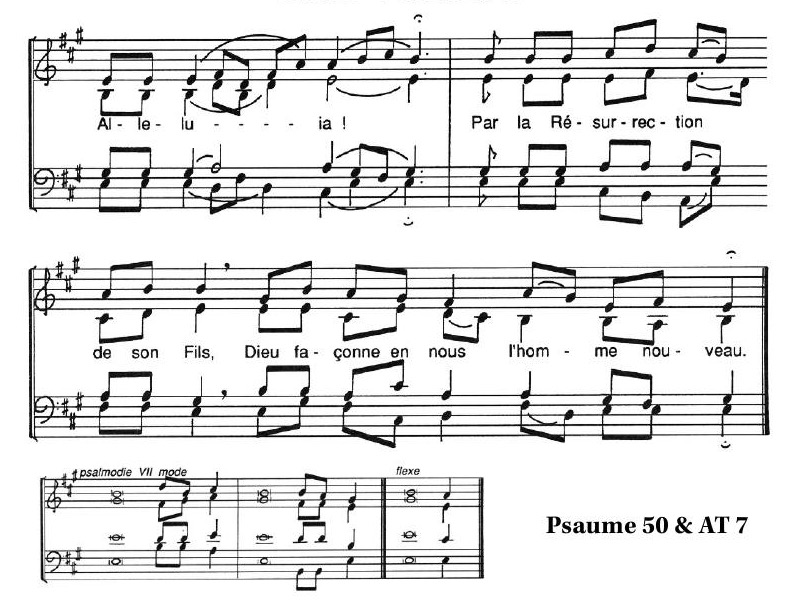 Al - le - lu - - - - ia ! Par la Ré - sur - rec - tion
de son Fils, Dieu fa - çonne en nous l'hom - me nou - veau.
psalmodie VII mode flexe
Psaume 50 & AT 7